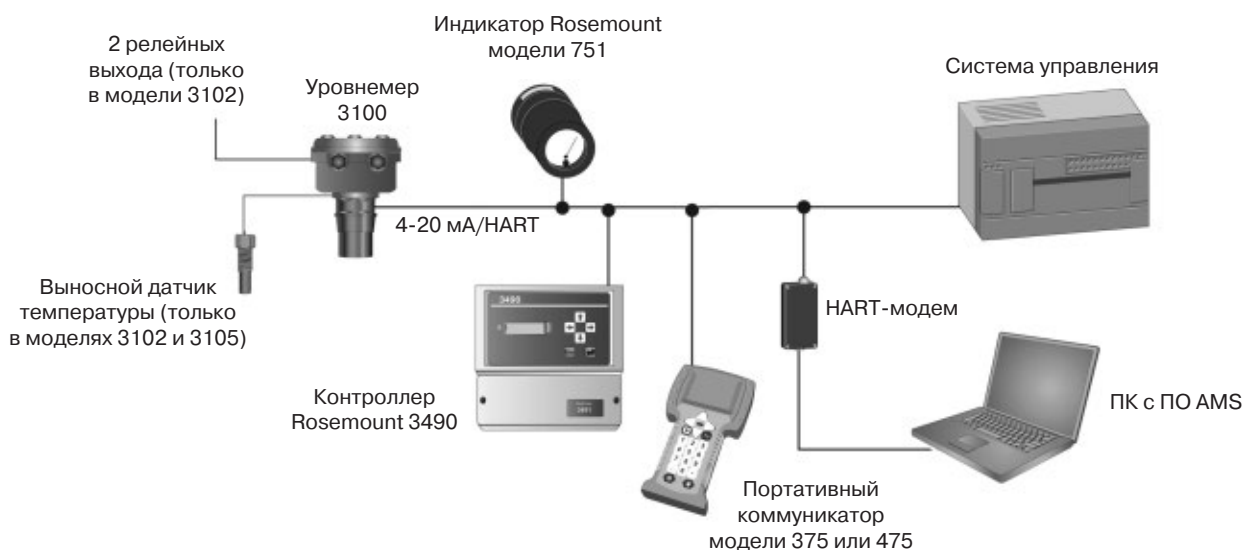 2 релейных
выхода (только
в модели 3102)
Уровнемер
3100
Индикатор Rosemount
модели 751
Система управления
4-20 мА/HART
Выносной датчик
температуры (только
в моделях 3102 и 3105)
Контроллер
Rosemount 3490
HART-модем
ПК с ПО AMS
Портативный
коммуникатор
модели 375 или 475